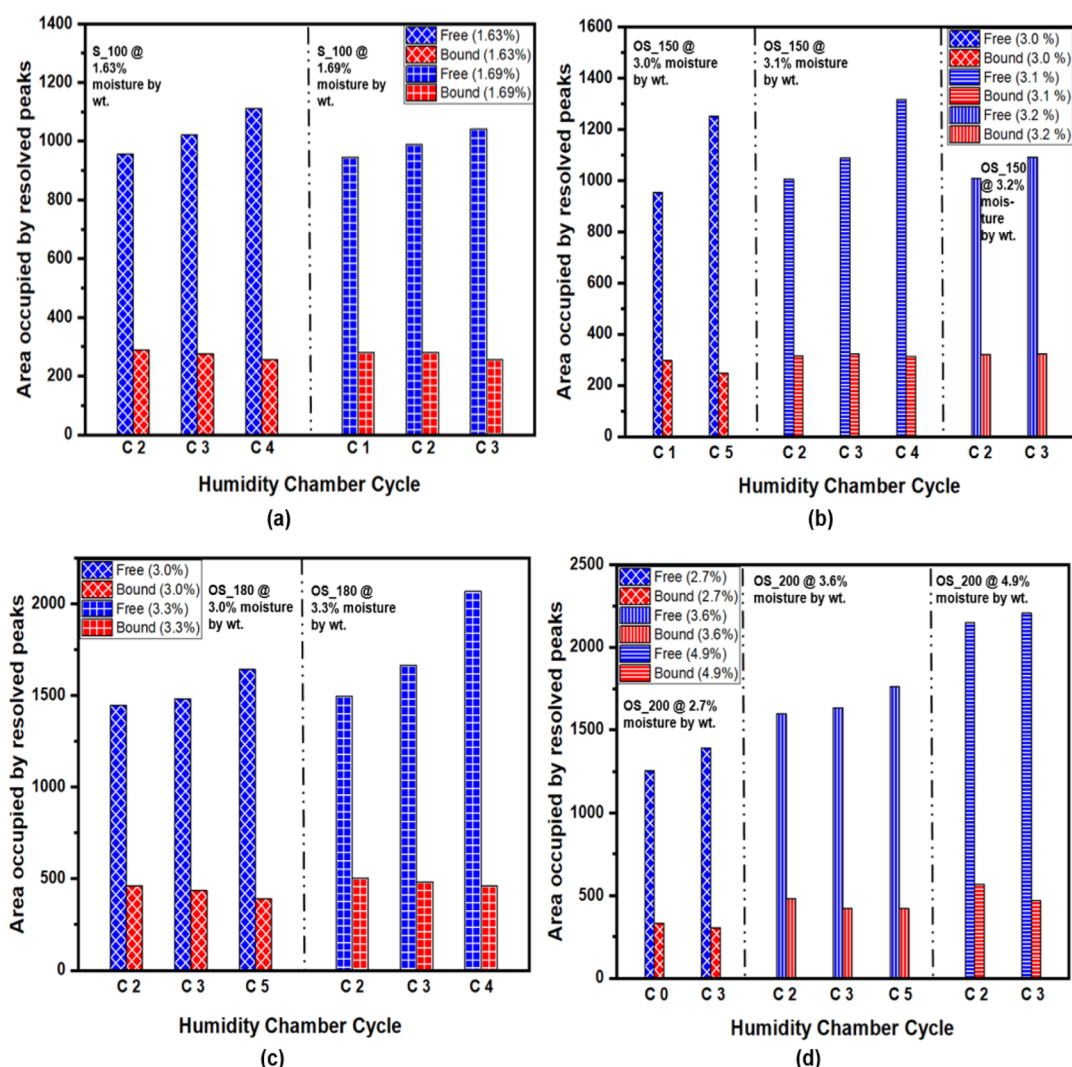 1400
1200
1000
800
600
400
200
0
Area occupied by resolved peaks
S_100 @
1.63%
moisture by
wt.
S_100 @
1.69%
moisture by
wt.
Free (1.63%)
Bound (1.63%)
Free (1.69%)
Bound (1.69%)
C 2 C 3 C 4 C 1 C 2 C 3
Humidity Chamber Cycle
(a)
1600
1400
1200
1000
800
600
400
200
0
Area occupied by resolved peaks
OS_150 @
3.0% moisture
by wt.
OS_150 @
3.1% moisture
by wt.
Free (3.0 %)
Bound (3.0 %)
Free (3.1 %)
Bound (3.1 %)
Free (3.2 %)
Bound (3.2 %)
OS_150
@ 3.2%
mois-
ture
by wt.
C 1 C 5 C 2 C 3 C 4 C 2 C 3
Humidity Chamber Cycle
(b)
2000
1500
1000
500
0
Area occupied by resolved peaks
Free (3.0%)
Bound (3.0%)
Free (3.3%)
Bound (3.3%)
OS_180 @
3.0% moisture
by wt.
OS_180 @
3.3% moisture
by wt.
C 2 C 3 C 5 C 2 C 3 C 4
Humidity Chamber Cycle
(c)
2500
2000
1500
1000
500
0
Area occupied by resolved peaks
Free (2.7%)
Bound (2.7%)
Free (3.6%)
Bound (3.6%)
Free (4.9%)
Bound (4.9%)
OS_200 @ 2.7%
moisture by wt.
OS_200 @ 3.6%
moisture by wt.
OS_200 @ 4.9%
moisture by wt.
C 0 C 3 C 2 C 3 C 5 C 2 C 3
Humidity Chamber Cycle
(d)